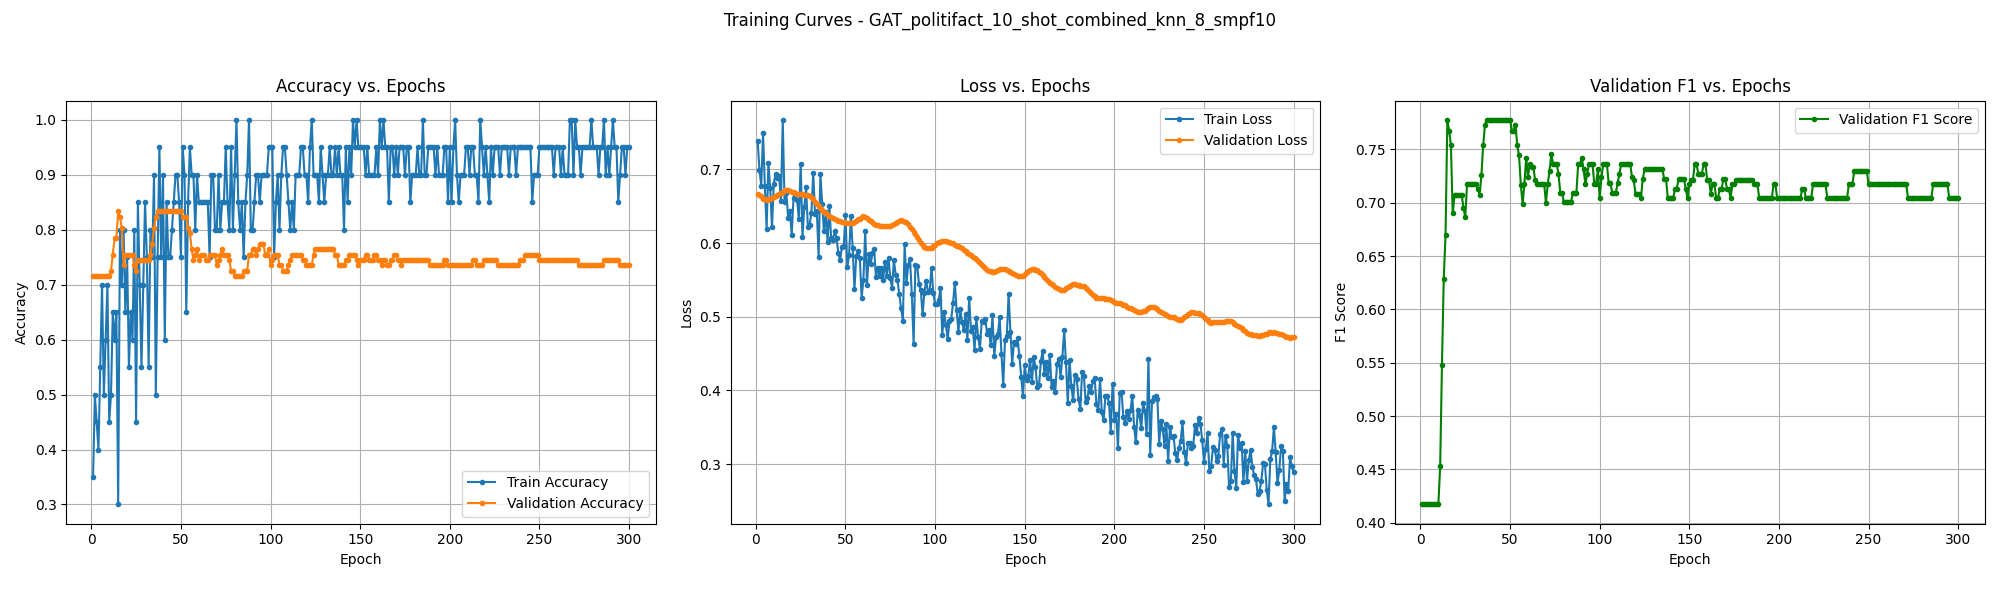 Training Curves - GAT_politifact_10_shot_combined_knn_8_smpf10
Accuracy vs. Epochs
Accuracy
1.0
0.9
0.8
0.7
0.6
0.5
0.4
0.3
Train Accuracy
Validation Accuracy
0 50 100 150 200 250 300
Epoch
Loss vs. Epochs
Loss
0.7
0.6
0.5
0.4
0.3
Train Loss
Validation Loss
0 50 100 150 200 250 300
Epoch
Validation F1 vs. Epochs
F1 Score
0.75
0.70
0.65
0.60
0.55
0.50
0.45
0.40
Validation F1 Score
0 50 100 150 200 250 300
Epoch